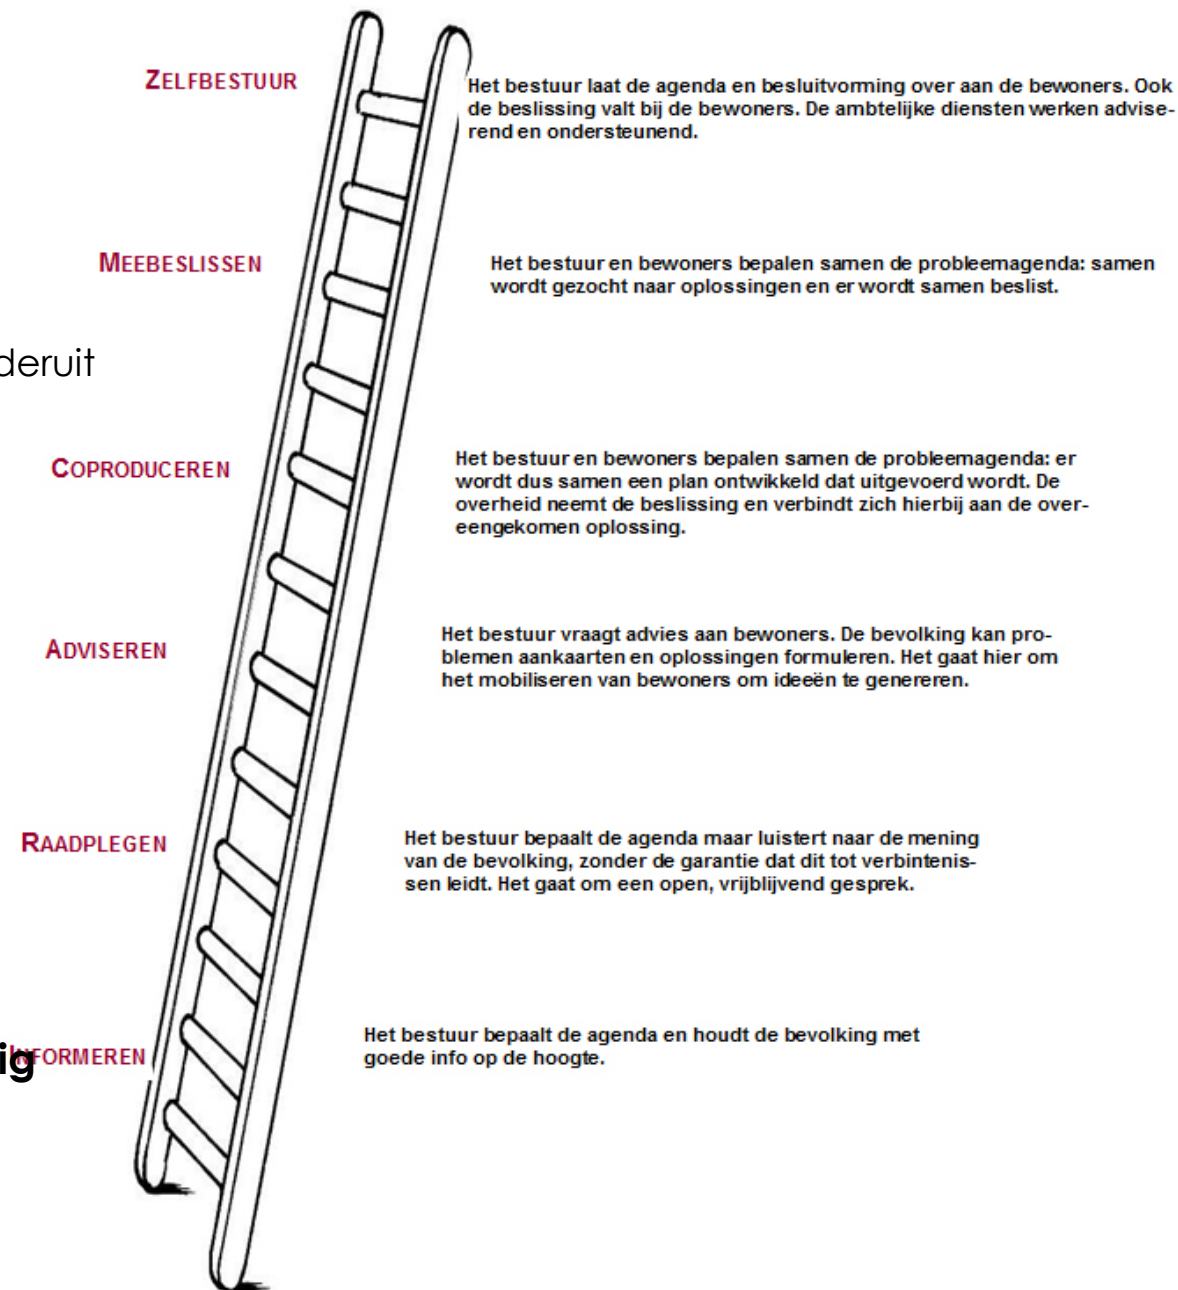 ZELFBESTUUR
Het bestuur laat de agenda en besluitvorming over aan de bewoners. Ook
de beslissing valt bij de bewoners. De ambtelijke diensten werken advise-
rend en ondersteunend.
MEEBESLISSEN
Het bestuur en bewoners bepalen samen de probleemagenda: samen
wordt gezocht naar oplossingen en er wordt samen beslist.
deruit
COPRODUCEREN
Het bestuur en bewoners bepalen samen de probleemagenda: er
wordt dus samen een plan ontwikkeld dat uitgevoerd wordt. De
overheid neemt de beslissing en verbindt zich hierbij aan de over-
eengekomen oplossing.
ADVISEREN
Het bestuur vraagt advies aan bewoners. De bevolking kan pro-
blemen aankaarten en oplossingen formuleren. Het gaat hier om
het mobiliseren van bewoners om ideeën te genereren.
RAADPLEGEN
Het bestuur bepaalt de agenda maar luistert naar de mening
van de bevolking, zonder de garantie dat dit tot verbintenis-
sen leidt. Het gaat om een open, vrijblijvend gesprek.
INFORMEREN
ig
Het bestuur bepaalt de agenda en houdt de bevolking met
goede info op de hoogte.